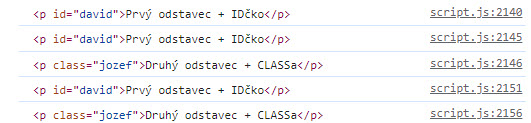 <p id="david">Prvý odstavec + IDčko</p> script.js:2140
<p id="david">Prvý odstavec + IDčko</p> script.js:2145
<p class="jozef">Druhý odstavec + CLASSa</p> script.js:2146
<p id="david">Prvý odstavec + IDčko</p> script.js:2151
<p class="jozef">Druhý odstavec + CLASSa</p> script.js:2156